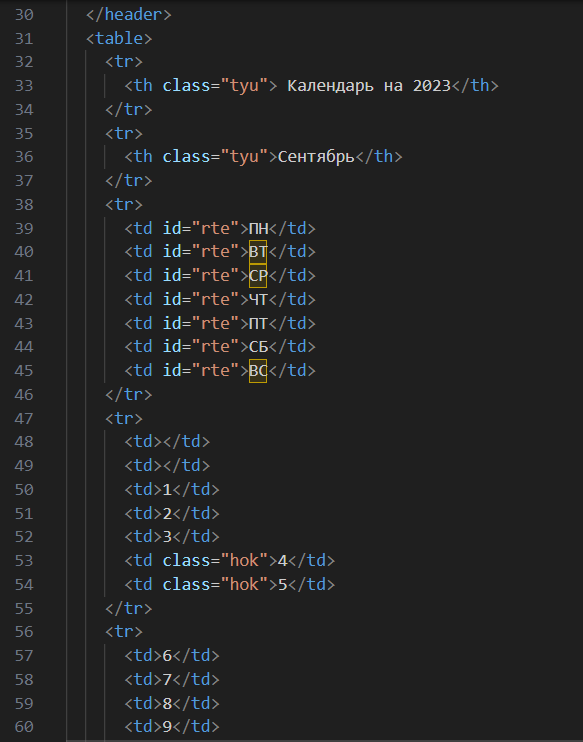 30 </header>
31 <table>
32 <tr>
33 <th class="tyu"> Календарь на 2023</th>
34 </tr>
35 <tr>
36 <th class="tyu">Сентябрь</th>
37 </tr>
38 <tr>
39 <td id="rte">ПН</td>
40 <td id="rte">ВТ</td>
41 <td id="rte">СР</td>
42 <td id="rte">ЧТ</td>
43 <td id="rte">ПТ</td>
44 <td id="rte">СБ</td>
45 <td id="rte">ВС</td>
46 </tr>
47 <tr>
48 <td></td>
49 <td></td>
50 <td>1</td>
51 <td>2</td>
52 <td>3</td>
53 <td class="hok">4</td>
54 <td class="hok">5</td>
55 </tr>
56 <tr>
57 <td>6</td>
58 <td>7</td>
59 <td>8</td>
60 <td>9</td>